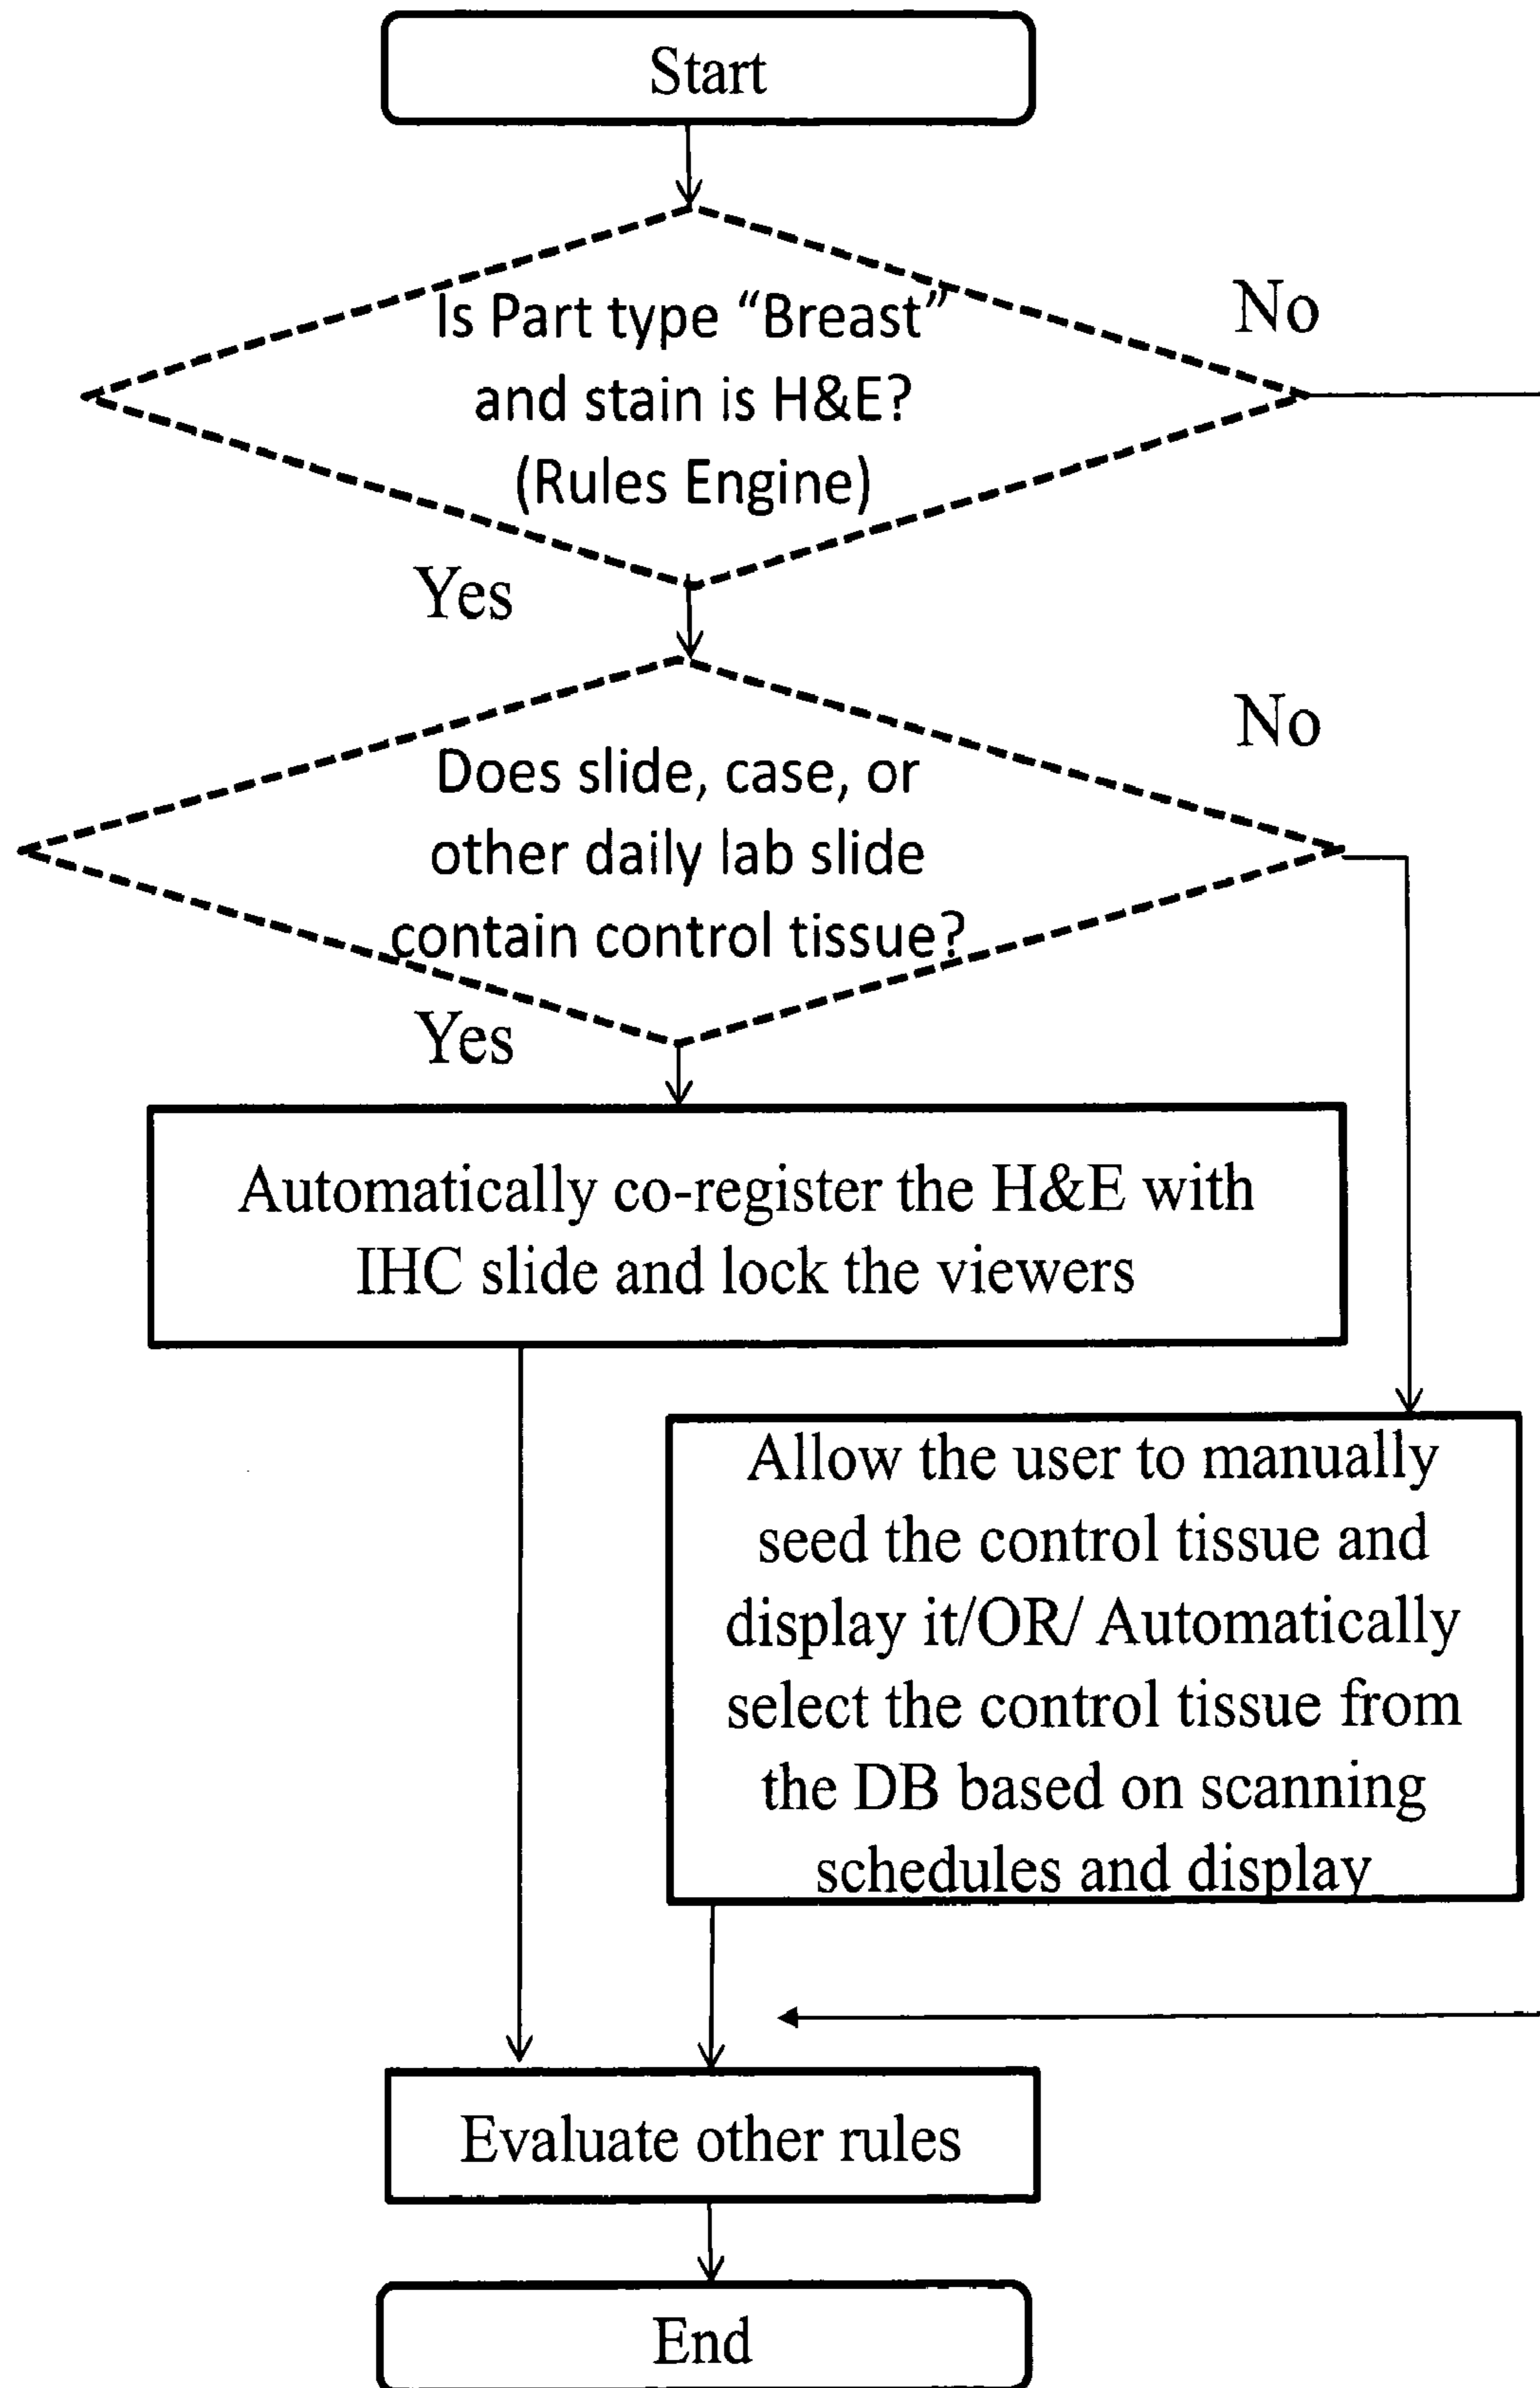 Start
Is Part type “Breast”
and stain is H&E?
(Rules Engine)
No
Yes
Does slide, case, or
other daily lab slide
contain control tissue?
No
Yes
Automatically co-register the H&E with
IHC slide and lock the viewers
Allow the user to manually
seed the control tissue and
display it/OR/ Automatically
select the control tissue from
the DB based on scanning
schedules and display
Evaluate other rules
End